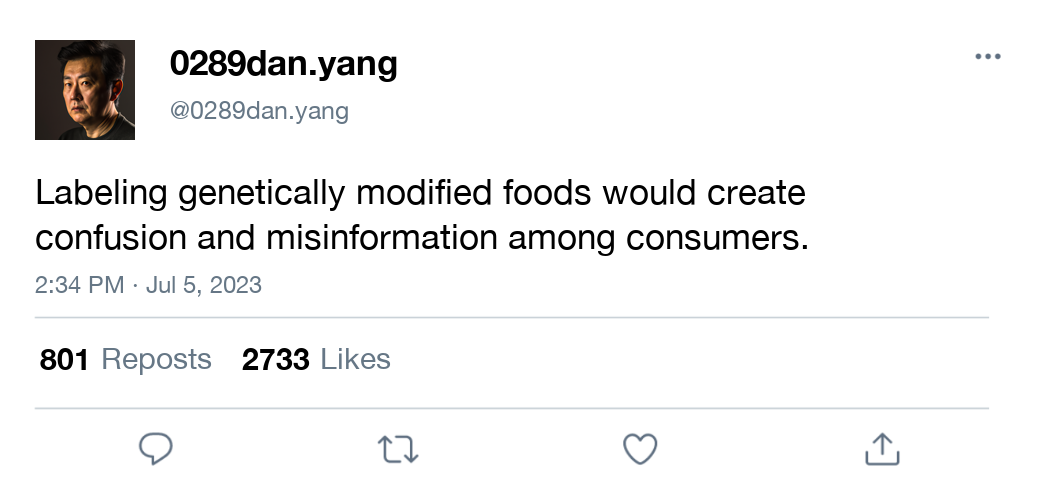 0289dan.yang
@0289dan.yang
Labeling genetically modified foods would create
confusion and misinformation among consumers.
2:34 PM · Jul 5, 2023
801 Reposts 2733 Likes